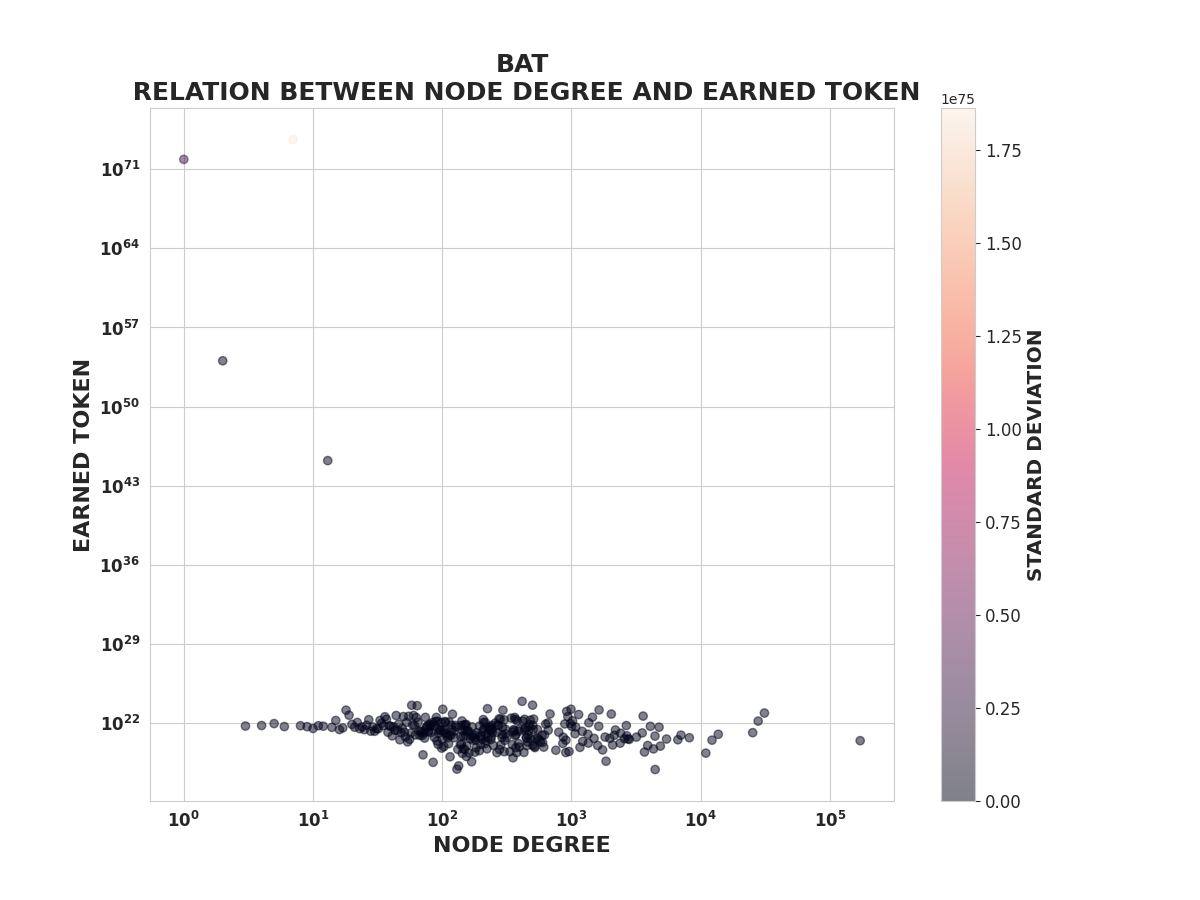 BAT
RELATION BETWEEN NODE DEGREE AND EARNED TOKEN
1e75
10^71
10^64
10^57
10^50
10^43
10^36
10^29
10^22
EARNED TOKEN
10^0 10^1 10^2 10^3 10^4 10^5
NODE DEGREE
1.75
1.50
1.25
1.00
0.75
0.50
0.25
0.00
STANDARD DEVIATION